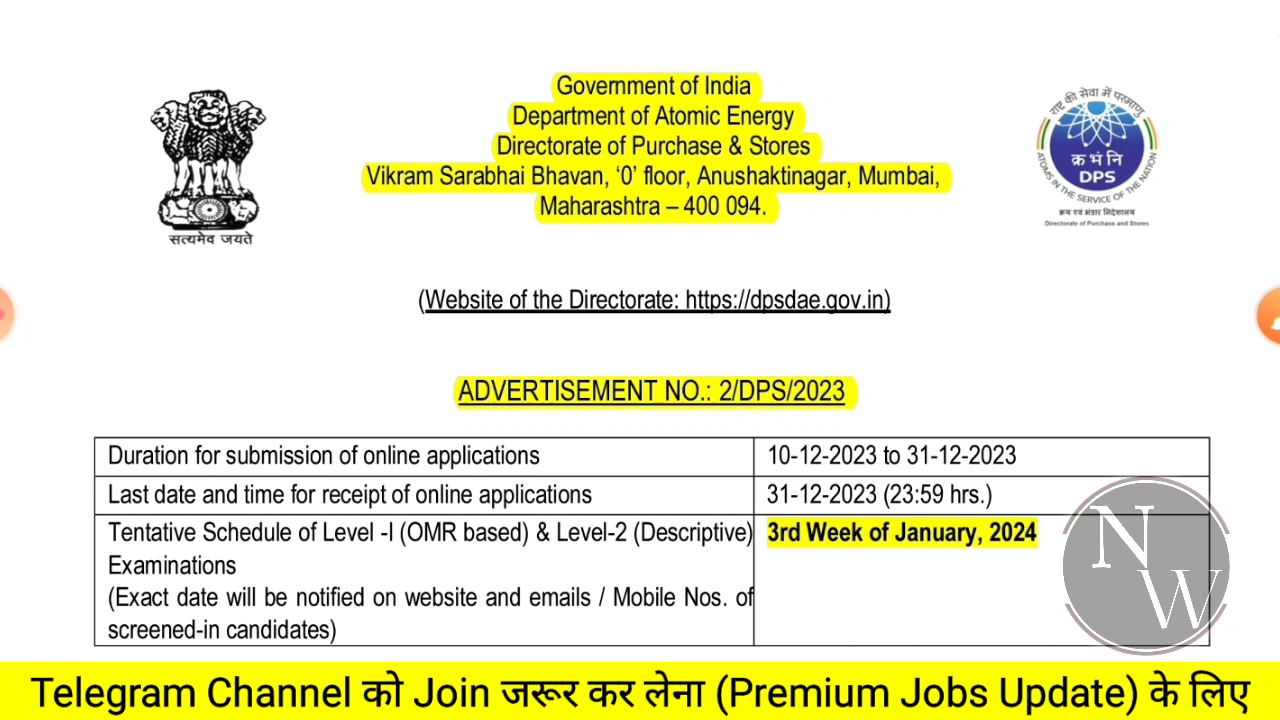 Government of India
Department of Atomic Energy
Directorate of Purchase & Stores
Vikram Sarabhai Bhavan, ‘0’ floor, Anushaktinagar, Mumbai,
Maharashtra – 400 094.
सत्यमेव जयते
राष्ट्र की सेवा में परमाणु
क्र भं नि
DPS
ATOMS IN THE SERVICE OF THE NATION
क्रय एवं भंडार निदेशालय
Directorate of Purchase and Stores
(Website of the Directorate: https://dpsdae.gov.in)
ADVERTISEMENT NO.: 2/DPS/2023
Duration for submission of online applications 10-12-2023 to 31-12-2023
Last date and time for receipt of online applications 31-12-2023 (23:59 hrs.)
Tentative Schedule of Level -I (OMR based) & Level-2 (Descriptive) 3rd Week of January, 2024
Examinations
(Exact date will be notified on website and emails / Mobile Nos. of
screened-in candidates)
N
W
Telegram Channel को Join जरूर कर लेना (Premium Jobs Update) के लिए